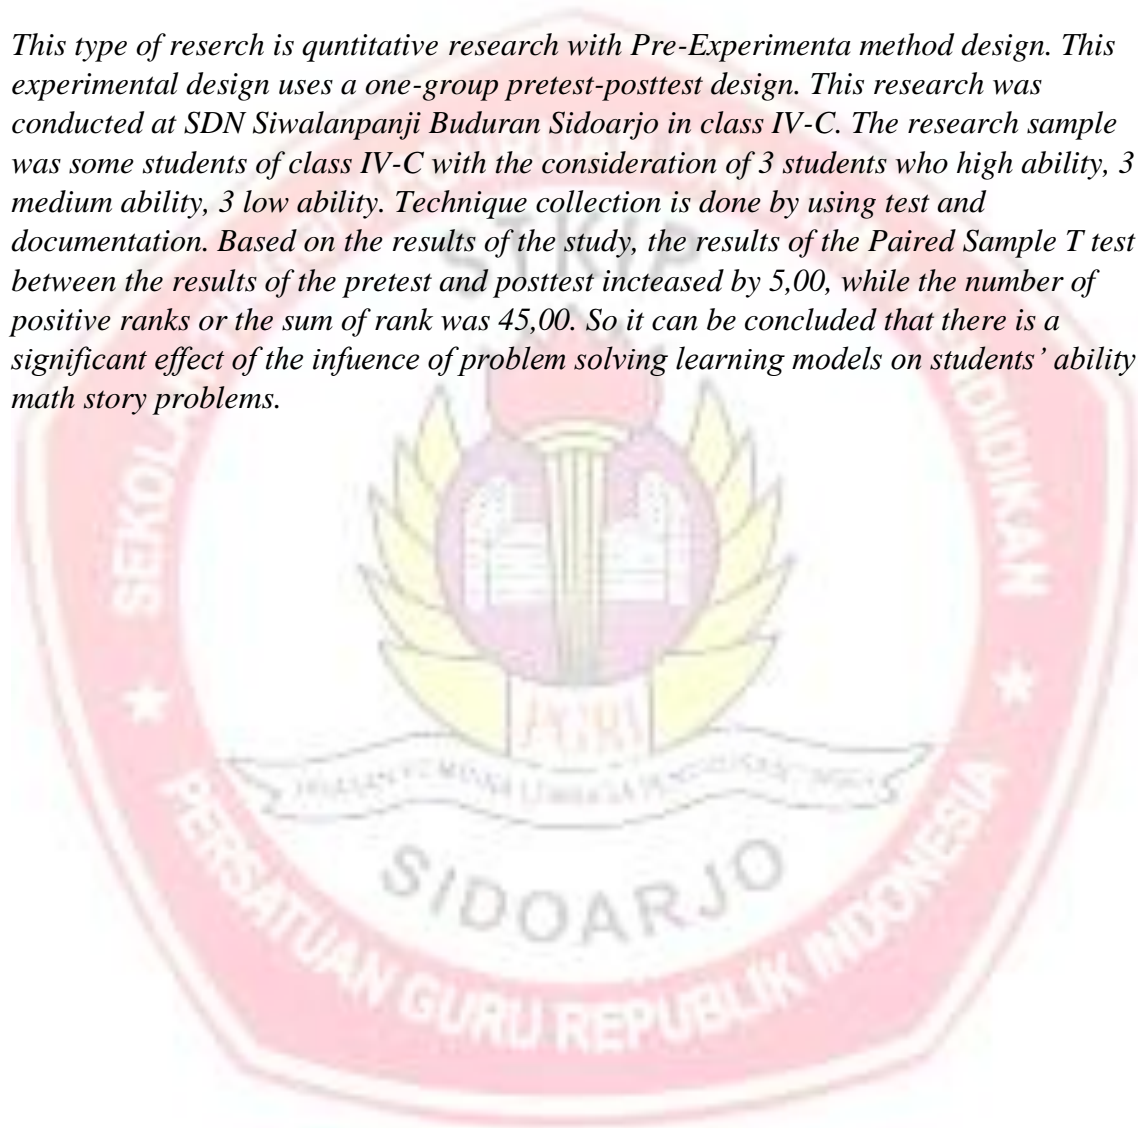 This type of reserch is quntitative research with Pre-Experimenta method design. This
experimental design uses a one-group pretest-posttest design. This research was
conducted at SDN Siwalanpanji Buduran Sidoarjo in class IV-C. The research sample
was some students of class IV-C with the consideration of 3 students who high ability, 3
medium ability, 3 low ability. Technique collection is done by using test and
documentation. Based on the results of the study, the results of the Paired Sample T test
between the results of the pretest and posttest incteased by 5,00, while the number of
positive ranks or the sum of rank was 45,00. So it can be concluded that there is a
significant effect of the infuence of problem solving learning models on students’ ability
math story problems.
STKIP
PGRI
SIDOARJO
PERSATUAN GURU REPUBLIK INDONESIA